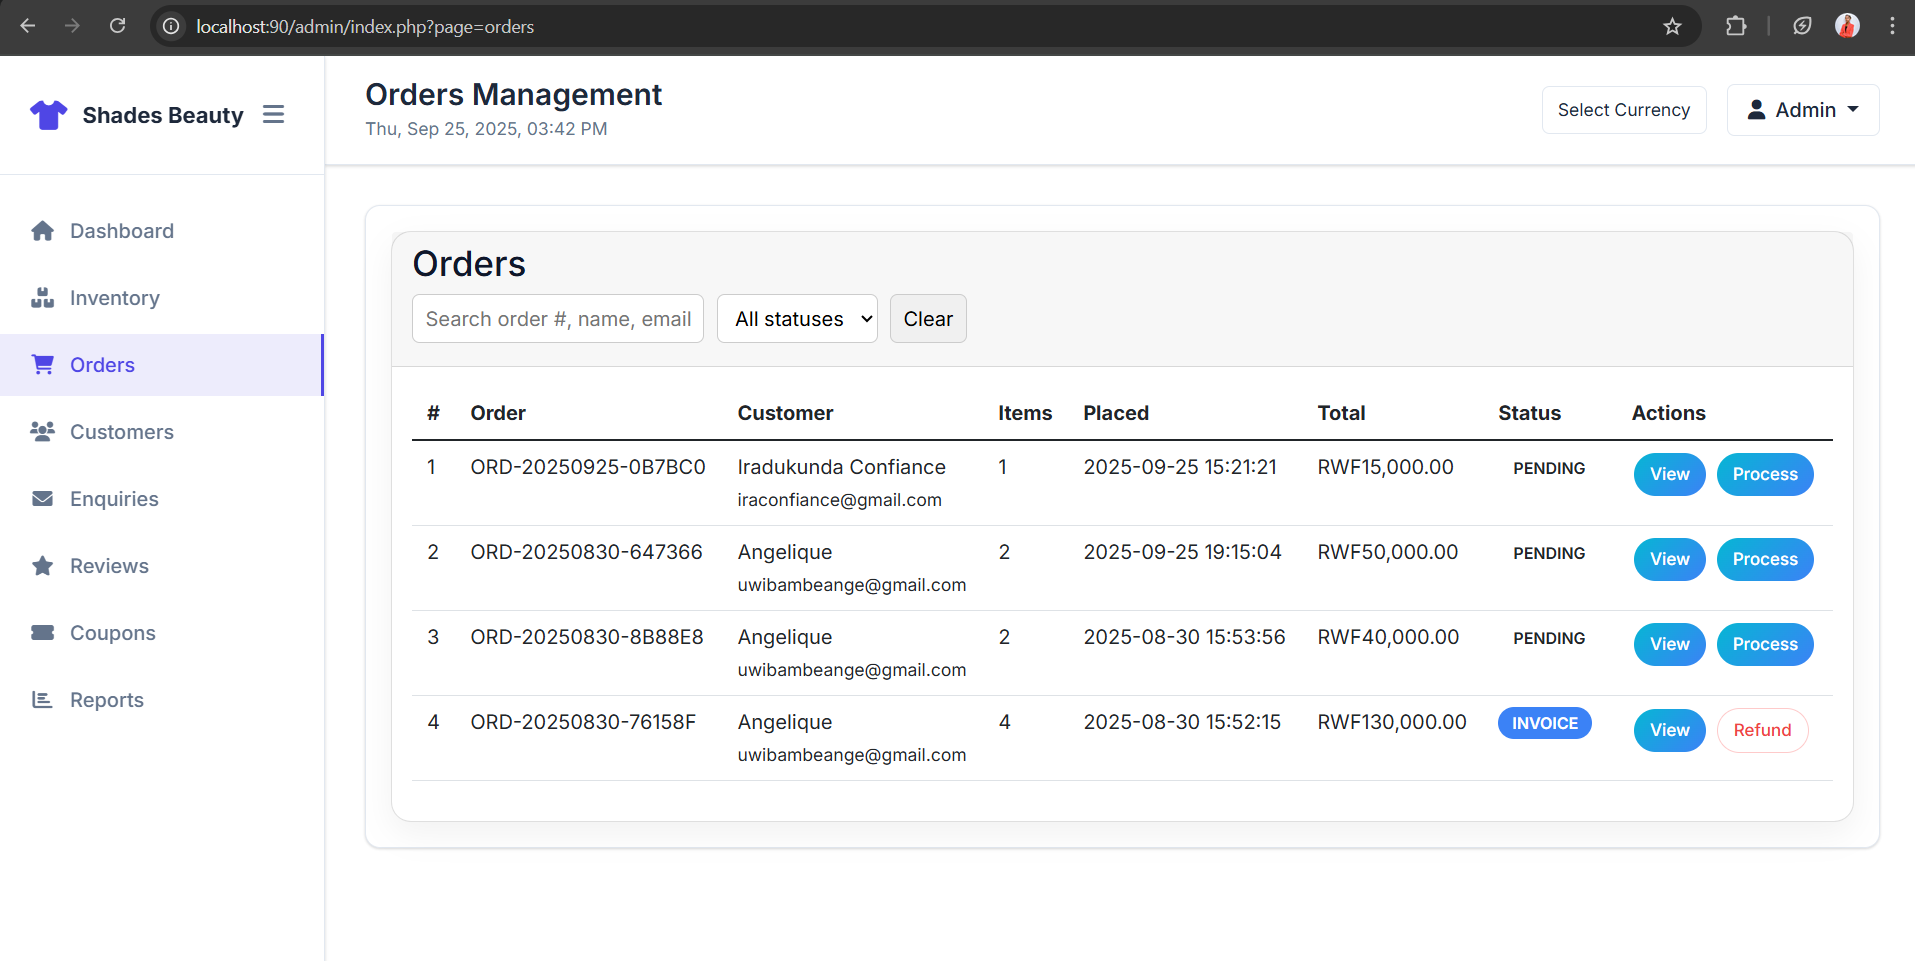 localhost:90/admin/index.php?page=orders
Shades Beauty
Orders Management
Thu, Sep 25, 2025, 03:42 PM
Select Currency
Admin
Dashboard
Inventory
Orders
Customers
Enquiries
Reviews
Coupons
Reports
Orders
Search order #, name, email
All statuses
Clear
# Order Customer Items Placed Total Status Actions
1 ORD-20250925-0B7BC0 Iradukunda Confiance 1 2025-09-25 15:21:21 RWF15,000.00 PENDING View Process
iraconfiance@gmail.com
2 ORD-20250830-647366 Angelique 2 2025-09-25 19:15:04 RWF50,000.00 PENDING View Process
uwibambeange@gmail.com
3 ORD-20250830-8B88E8 Angelique 2 2025-08-30 15:53:56 RWF40,000.00 PENDING View Process
uwibambeange@gmail.com
4 ORD-20250830-76158F Angelique 4 2025-08-30 15:52:15 RWF130,000.00 INVOICE View Refund
uwibambeange@gmail.com